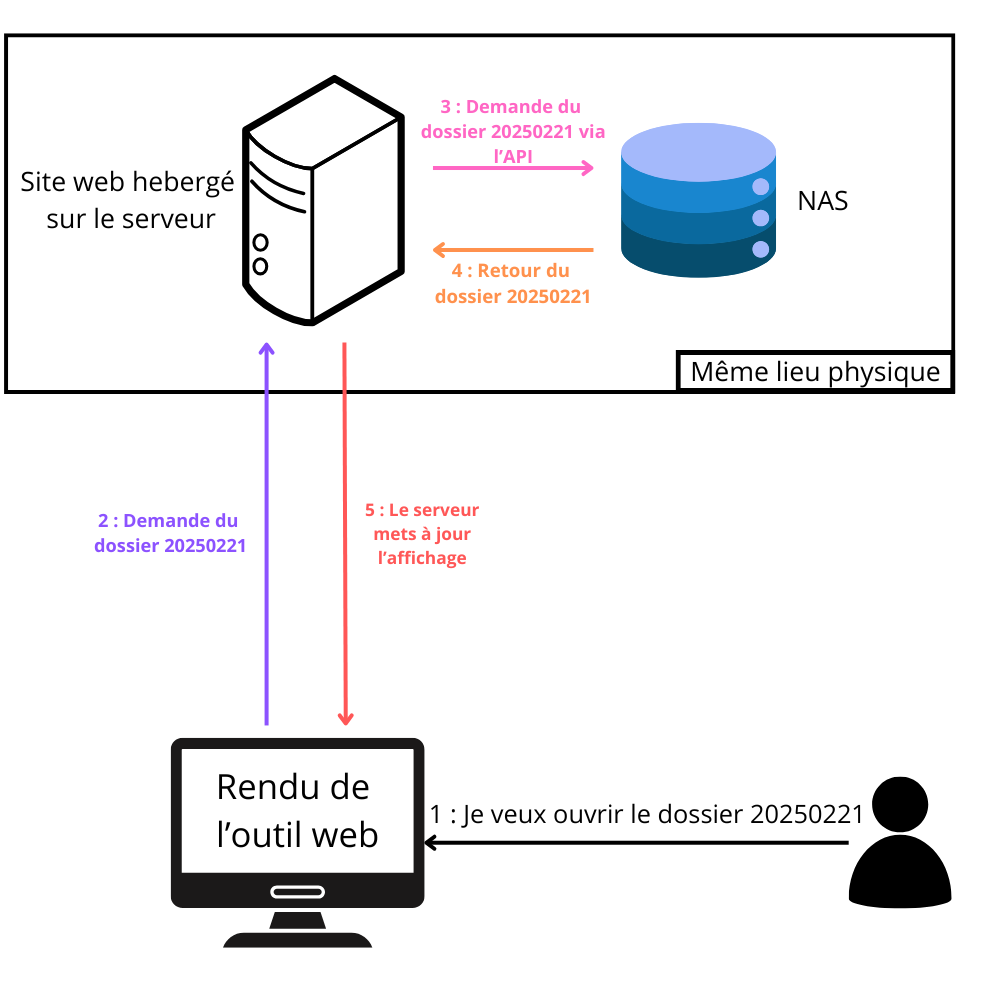 3 : Demande du
dossier 20250221 via
l’API
Site web hebergé
sur le serveur
NAS
4 : Retour du
dossier 20250221
Même lieu physique
2 : Demande du
dossier 20250221
5 : Le serveur
mets à jour
l’affichage
Rendu de
l’outil web
1 : Je veux ouvrir le dossier 20250221